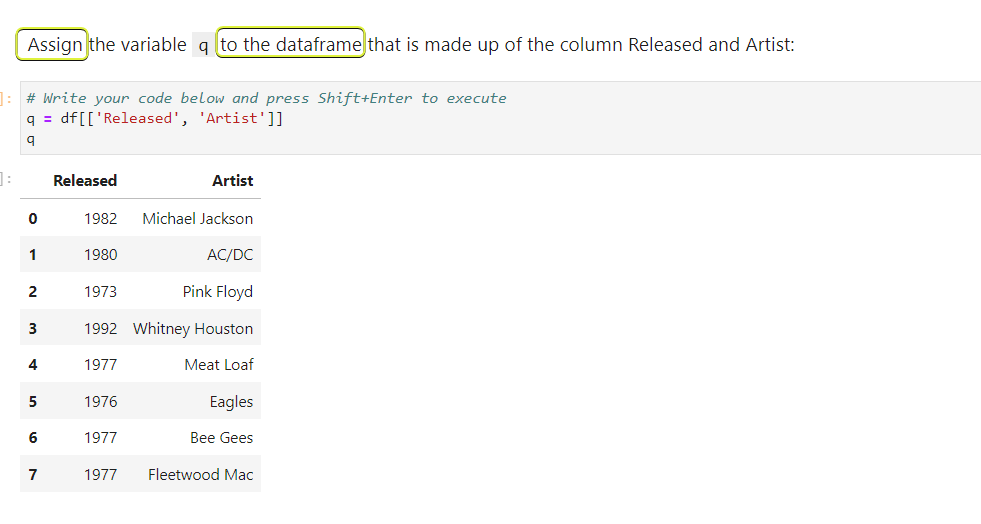 Assign the variable q to the dataframe that is made up of the column Released and Artist:
]: # Write your code below and press Shift+Enter to execute
q = df[['Released', 'Artist']]
q
]: Released Artist
0 1982 Michael Jackson
1 1980 AC/DC
2 1973 Pink Floyd
3 1992 Whitney Houston
4 1977 Meat Loaf
5 1976 Eagles
6 1977 Bee Gees
7 1977 Fleetwood Mac